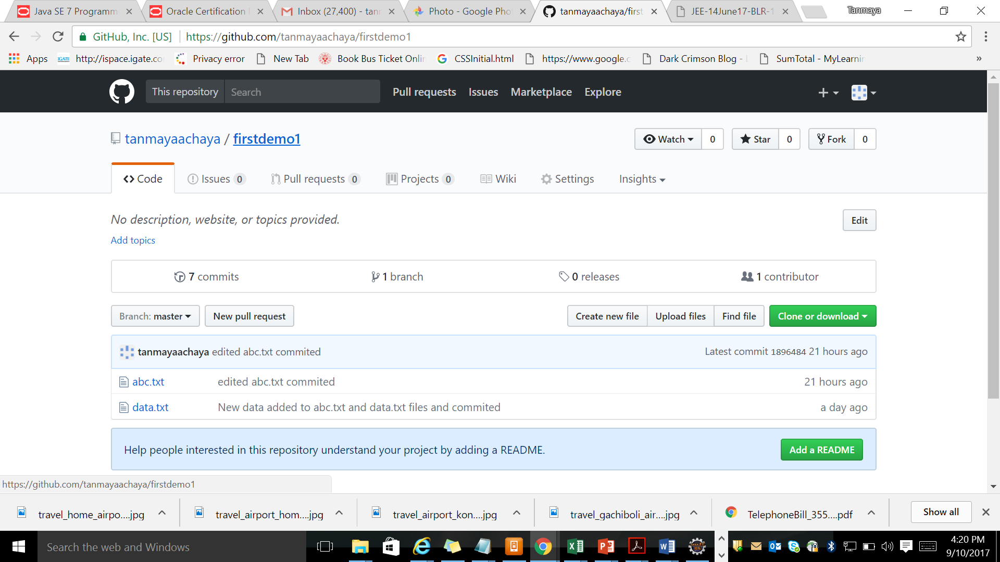 Java SE 7 Programm
Oracle Certification
Inbox (27,400) - tan
Photo - Google Pho
tanmayaachaya/first
JEE-14June17-BLR-1
Tanmaya
GitHub, Inc. [US]
https://github.com/tanmayaachaya/firstdemo1
Apps
IGATE
http://ispace.igate.co
Privacy error
New Tab
Book Bus Ticket Onli
CSSInitial.html
https://www.google.c
Dark Crimson Blog -
SumTotal - MyLearnin
»
This repository
Search
Pull requests
Issues
Marketplace
Explore
tanmayaachaya / firstdemo1
Watch 0
Star 0
Fork 0
Code
Issues 0
Pull requests 0
Projects 0
Wiki
Settings
Insights
No description, website, or topics provided.
Edit
Add topics
7 commits
1 branch
0 releases
1 contributor
Branch: master
New pull request
Create new file
Upload files
Find file
Clone or download
tanmayaachaya edited abc.txt commited
Latest commit 1896484 21 hours ago
abc.txt
edited abc.txt commited
21 hours ago
data.txt
New data added to abc.txt and data.txt files and commited
a day ago
Help people interested in this repository understand your project by adding a README.
Add a README
https://github.com/tanmayaachaya/firstdemo1
travel_home_airpo....jpg
travel_airport_hom....jpg
travel_airport_kon....jpg
travel_gachiboli_air....jpg
TelephoneBill_355....pdf
Show all
Search the web and Windows
Java EE
IDE
4:20 PM
9/10/2017